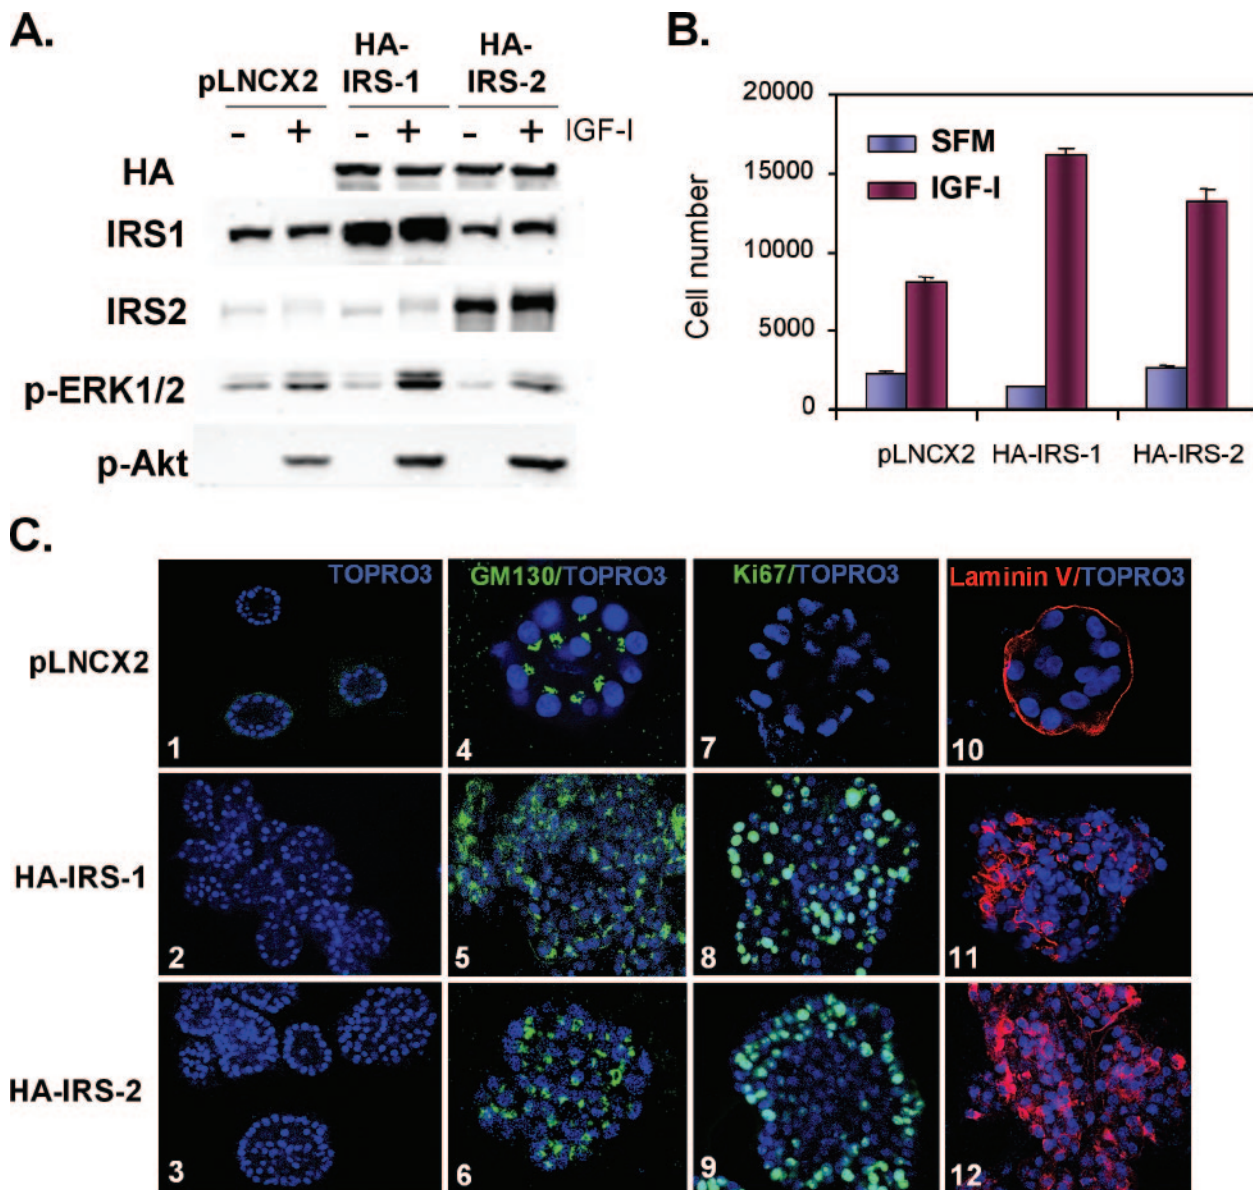 A.
pLNCX2
HA-
IRS-1
HA-
IRS-2
- + - + - + IGF-I
HA
IRS1
IRS2
p-ERK1/2
p-Akt
B.
Cell number
20000
15000
10000
5000
0
SFM
IGF-I
pLNCX2 HA-IRS-1 HA-IRS-2
C.
TOPRO3 GM130/TOPRO3 Ki67/TOPRO3 Laminin V/TOPRO3
pLNCX2
1 4 7 10
HA-IRS-1
2 5 8 11
HA-IRS-2
3 6 9 12